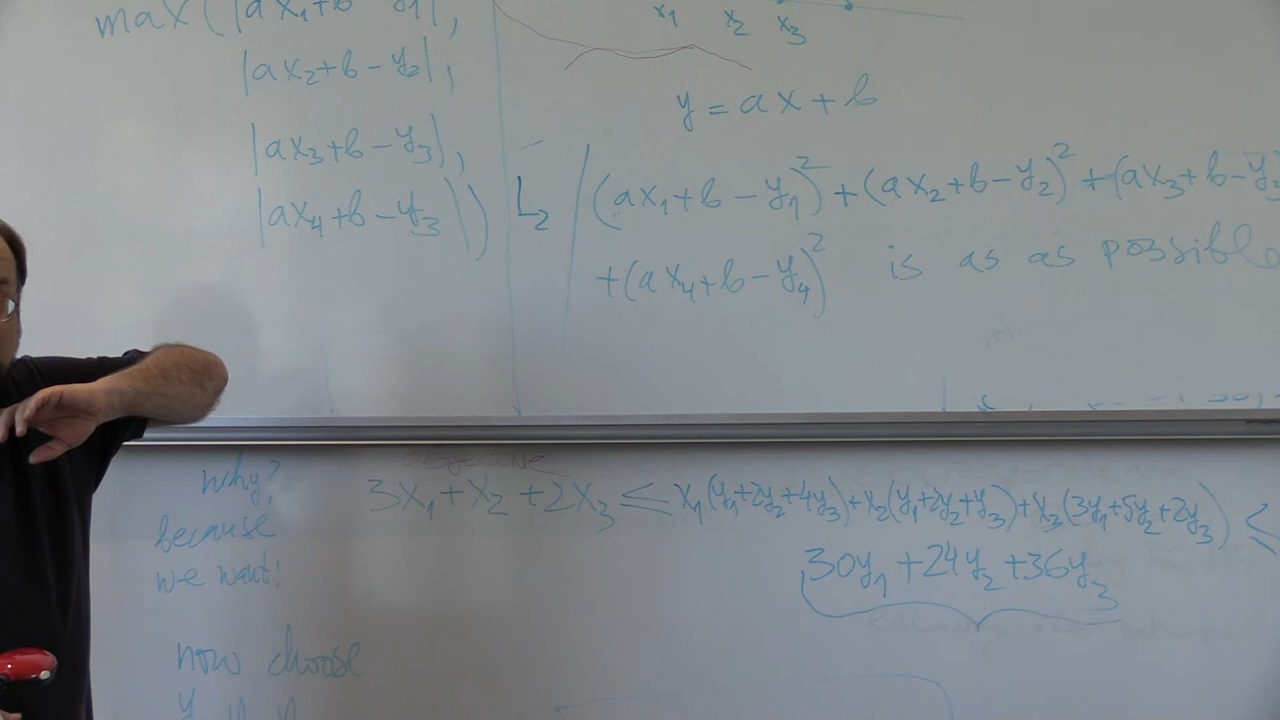 max(|ax₁+b-y₁|,
|ax₂+b-y₂|,
|ax₃+b-y₃|,
|ax₄+b-y₃|)
x₁ x₂ x₃
y = ax+b
L₂ (ax₁+b-y₁)²+(ax₂+b-y₂)²+(ax₃+b-y₃
+(ax₄+b-y₄)² is as as possible
why?
because
we want:
objective
3x₁+x₂+2x₃ ≤ x₁(y₁+2y₂+4y₃)+x₂(y₁+2y₂+y₃)+x₃(3y₁+5y₂+2y₃) ≤
30y₁+24y₂+36y₃
now choose